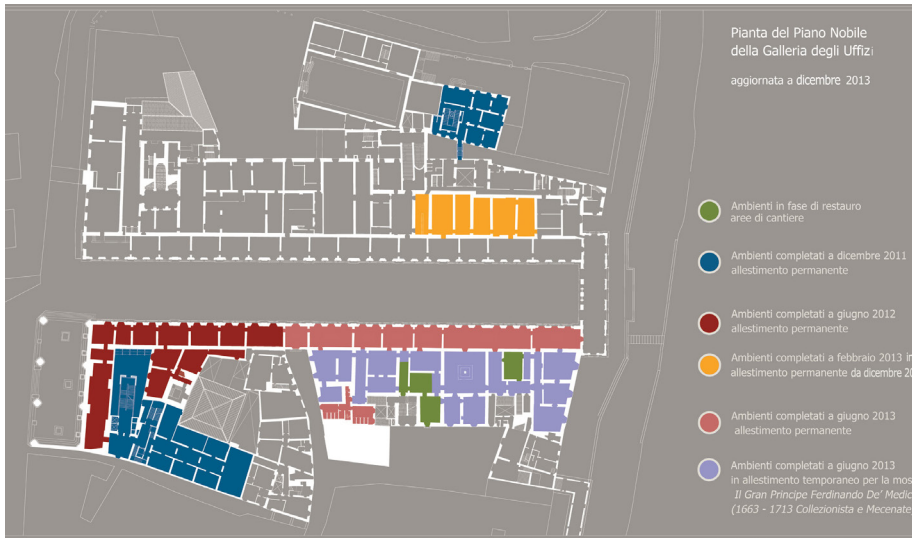 Pianta del Piano Nobile
della Galleria degli Uffizi
aggiornata a dicembre 2013
Ambienti in fase di restauro
aree di cantiere
Ambienti completati a dicembre 2011
allestimento permanente
Ambienti completati a giugno 2012
allestimento permanente
Ambienti completati a febbraio 2013 in
allestimento permanente da dicembre
Ambienti completati a giugno 2013
allestimento permanente
Ambienti completati a giugno 2013
in allestimento temporaneo per la
Il Gran Principe Ferdinando De' Medic
(1663 - 1713 Collezionista e Mecenate